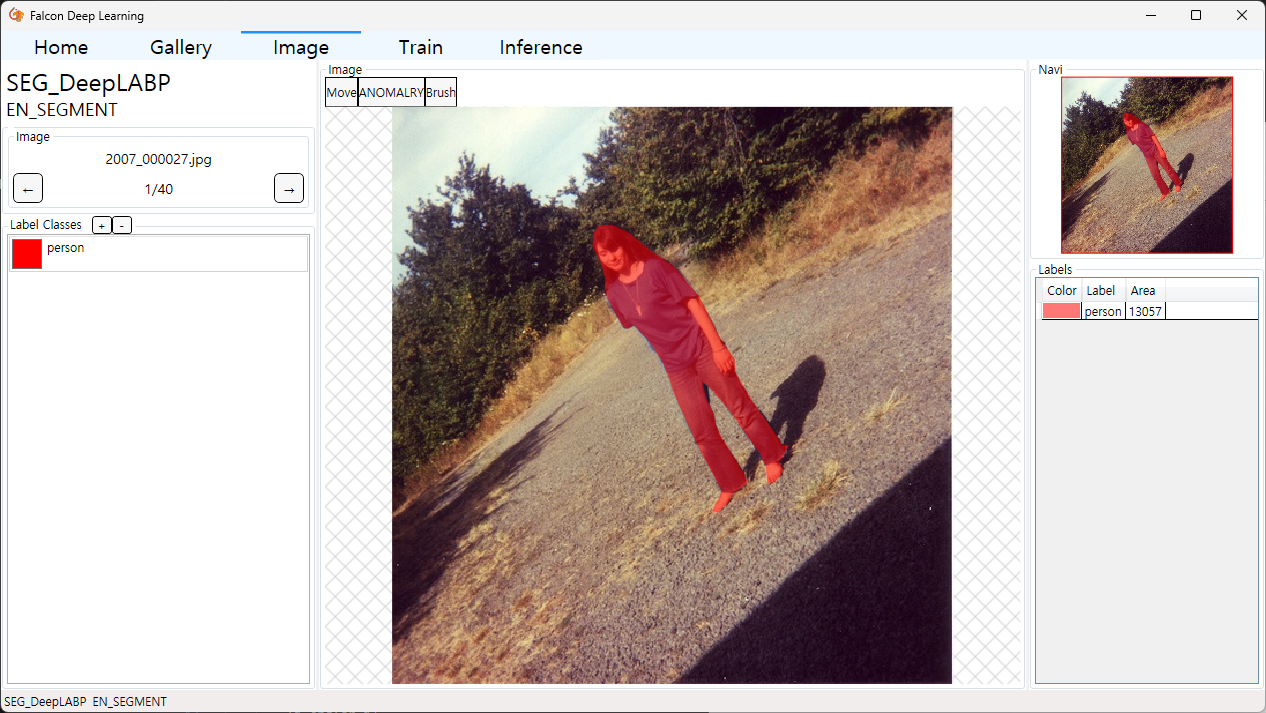 Falcon Deep Learning
Home Gallery Image Train Inference
SEG_DeepLABP
EN_SEGMENT
Image
2007_000027.jpg
← 1/40 →
Label Classes + -
person
Image
Move ANOMALRY Brush
Navi
Labels
Color Label Area
person 13057
SEG_DeepLABP EN_SEGMENT